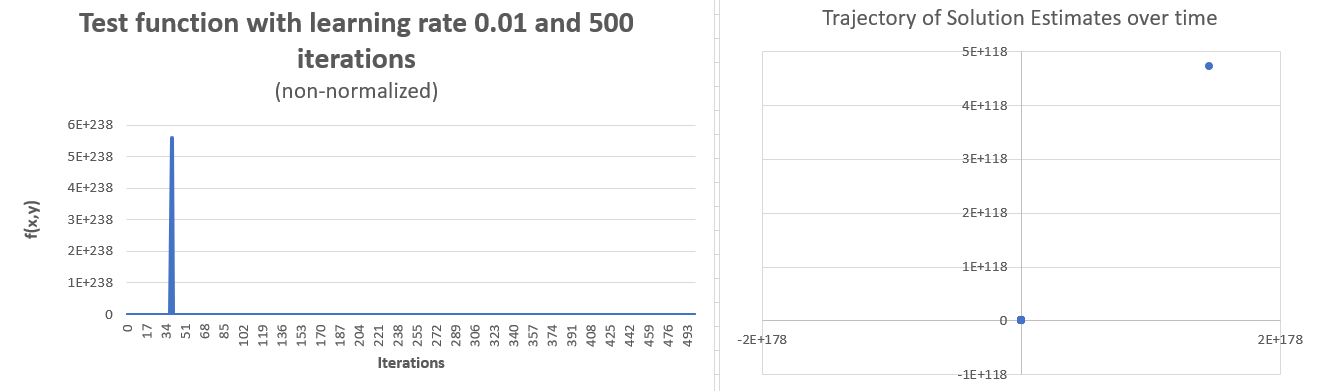 Test function with learning rate 0.01 and 500
iterations
(non-normalized)
6E+238
5E+238
4E+238
3E+238
2E+238
1E+238
0
f(x,y)
0 17 34 51 68 85 102 119 136 153 170 187 204 221 238 255 272 289 306 323 340 357 374 391 408 425 442 459 476 493
Iterations
Trajectory of Solution Estimates over time
5E+118
4E+118
3E+118
2E+118
1E+118
0
-2E+178 2E+178
-1E+118